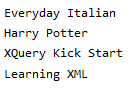 Everyday Italian
Harry Potter
XQuery Kick Start
Learning XML